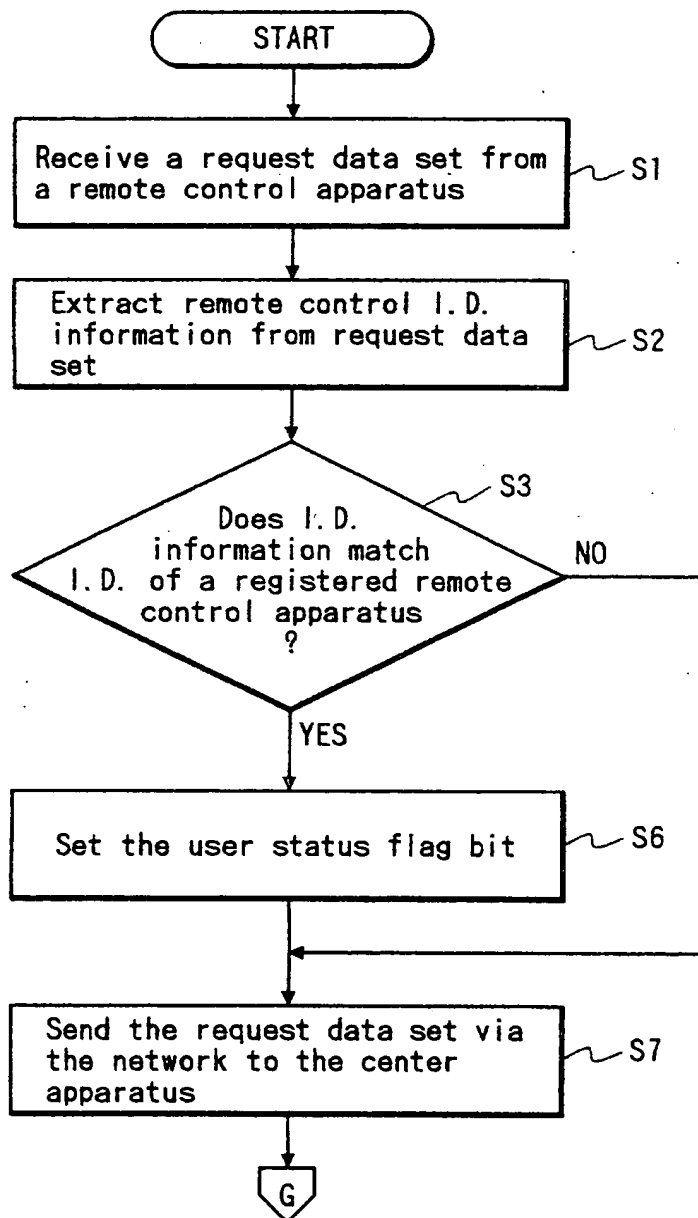 START
Receive a request data set from
a remote control apparatus
S1
Extract remote control I.D.
information from request data
set
S2
S3
Does I.D.
information match
I.D. of a registered remote
control apparatus
?
NO
YES
Set the user status flag bit
S6
Send the request data set via
the network to the center
apparatus
S7
G